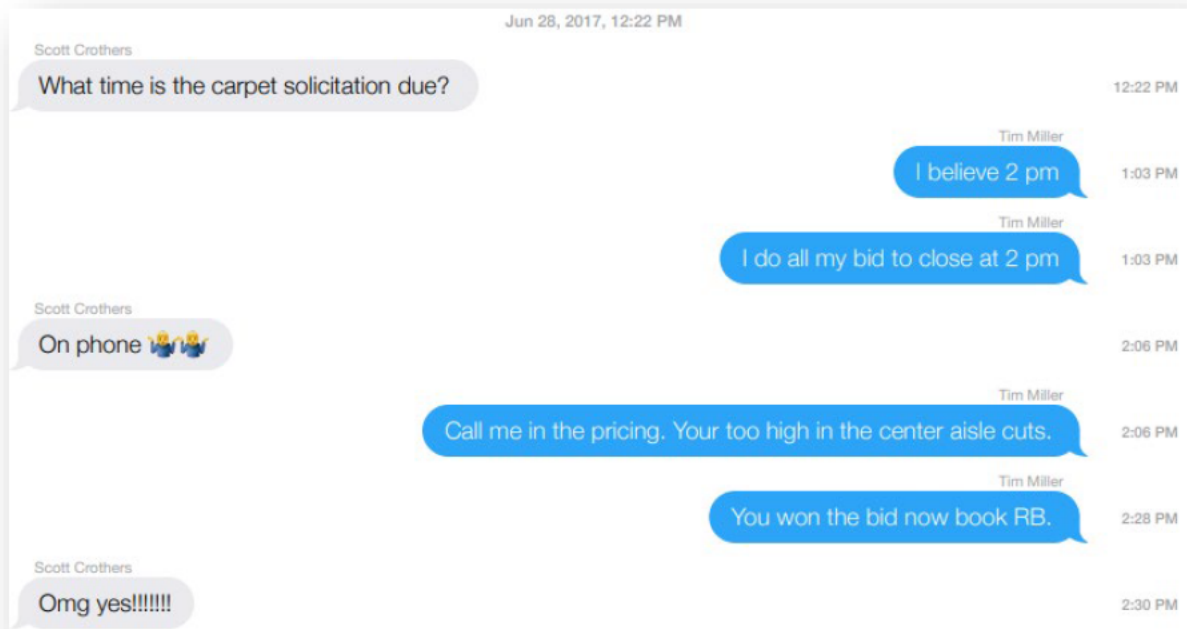 Jun 28, 2017, 12:22 PM
Scott Crothers
What time is the carpet solicitation due?
12:22 PM
Tim Miller
I believe 2 pm
1:03 PM
Tim Miller
I do all my bid to close at 2 pm
1:03 PM
Scott Crothers
On phone 🤷‍♂️🤷‍♂️
2:06 PM
Tim Miller
Call me in the pricing. Your too high in the center aisle cuts.
2:06 PM
Tim Miller
You won the bid now book RB.
2:28 PM
Scott Crothers
Omg yes!!!!!!!
2:30 PM